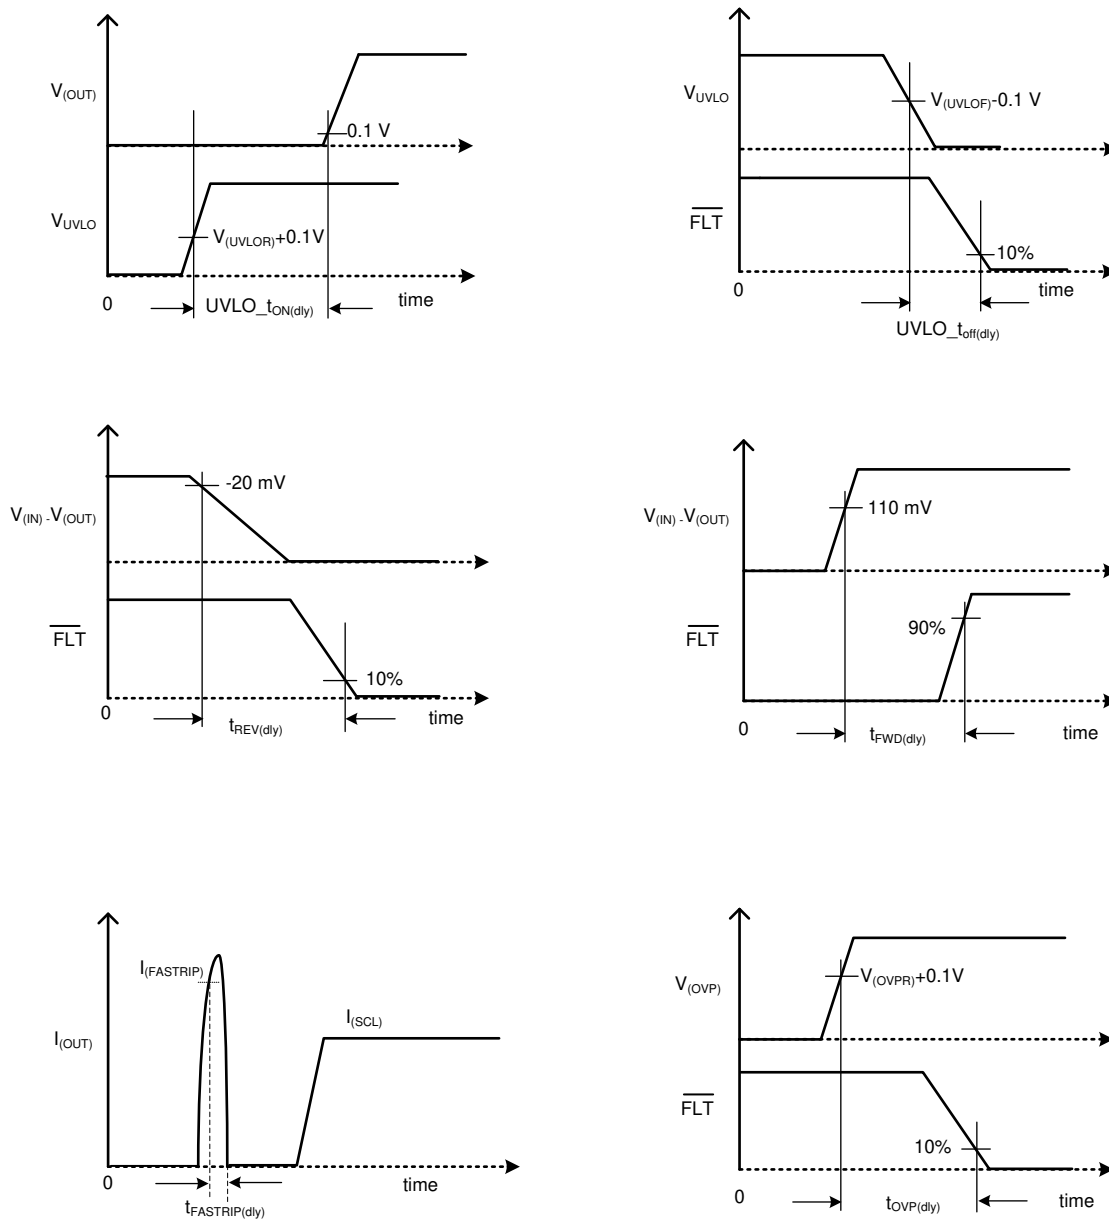 V(OUT)
0.1 V
VUVLO
V(UVLOR)+0.1V
0
UVLO_tON(dly)
time
VUVLO
V(UVLOF)-0.1 V
FLT
10%
0
time
UVLO_toff(dly)
-20 mV
V(IN) -V(OUT)
FLT
10%
0
tREV(dly)
time
110 mV
V(IN) -V(OUT)
90%
FLT
0
tFWD(dly)
time
I(FASTRIP)
I(SCL)
I(OUT)
0
time
tFASTRIP(dly)
V(OVPR)+0.1V
V(OVP)
FLT
10%
0
tOVP(dly)
time